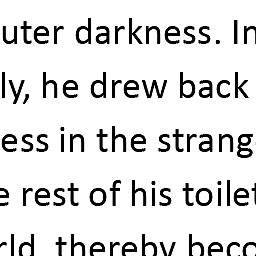 uter darkness. In
ly, he drew back
ess in the strang
e rest of his toilet
rld, thereby beco